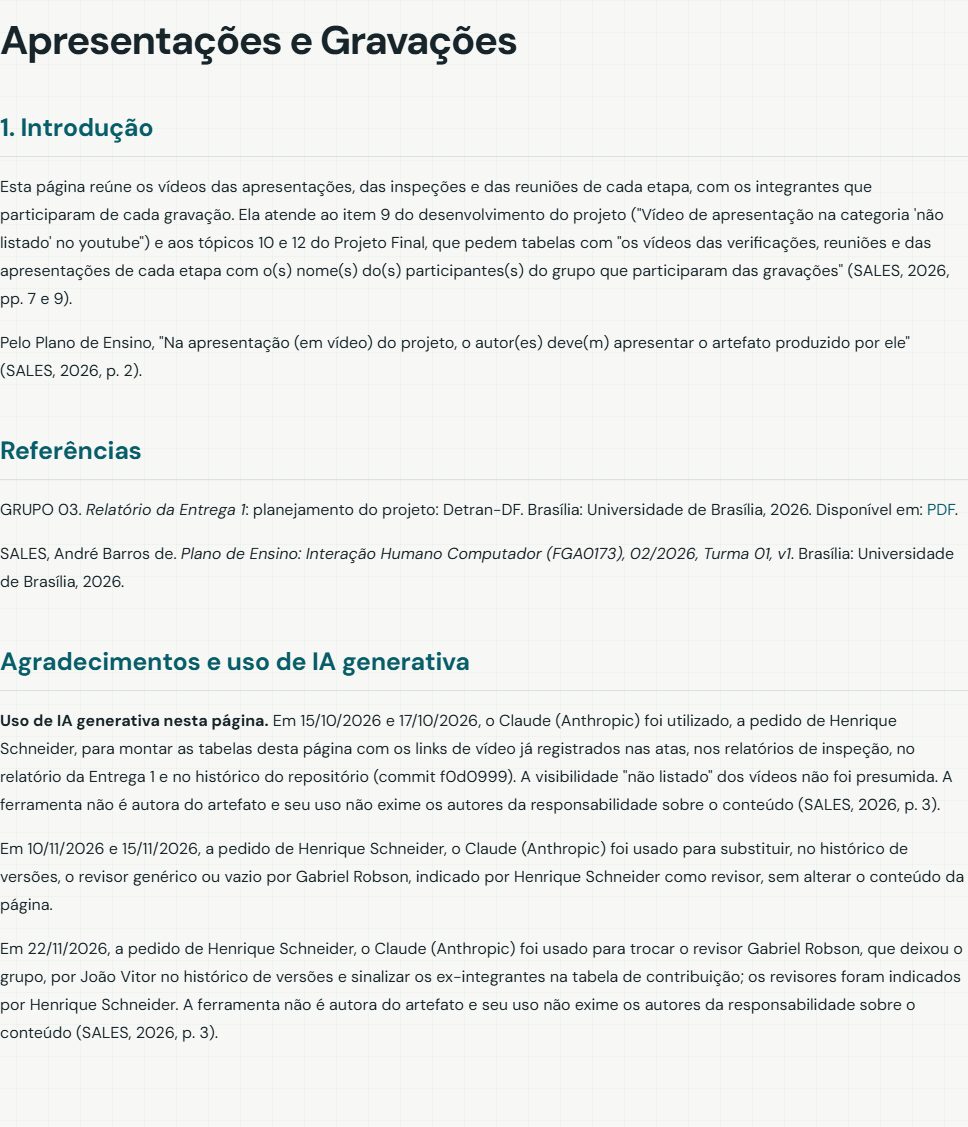 Apresentações e Gravações
1. Introdução
Esta página reúne os vídeos das apresentações, das inspeções e das reuniões de cada etapa, com os integrantes que
participaram de cada gravação. Ela atende ao item 9 do desenvolvimento do projeto ("Vídeo de apresentação na categoria 'não
listado' no youtube") e aos tópicos 10 e 12 do Projeto Final, que pedem tabelas com "os vídeos das verificações, reuniões e das
apresentações de cada etapa com o(s) nome(s) do(s) participantes(s) do grupo que participaram das gravações" (SALES, 2026,
pp. 7 e 9).
Pelo Plano de Ensino, "Na apresentação (em vídeo) do projeto, o autor(es) deve(m) apresentar o artefato produzido por ele"
(SALES, 2026, p. 2).
Referências
GRUPO 03. Relatório da Entrega 1: planejamento do projeto: Detran-DF. Brasília: Universidade de Brasília, 2026. Disponível em: PDF.
SALES, André Barros de. Plano de Ensino: Interação Humano Computador (FGA0173), 02/2026, Turma 01, v1. Brasília: Universidade
de Brasília, 2026.
Agradecimentos e uso de IA generativa
Uso de IA generativa nesta página. Em 15/10/2026 e 17/10/2026, o Claude (Anthropic) foi utilizado, a pedido de Henrique
Schneider, para montar as tabelas desta página com os links de vídeo já registrados nas atas, nos relatórios de inspeção, no
relatório da Entrega 1 e no histórico do repositório (commit f0d0999). A visibilidade "não listado" dos vídeos não foi presumida. A
ferramenta não é autora do artefato e seu uso não exime os autores da responsabilidade sobre o conteúdo (SALES, 2026, p. 3).
Em 10/11/2026 e 15/11/2026, a pedido de Henrique Schneider, o Claude (Anthropic) foi usado para substituir, no histórico de
versões, o revisor genérico ou vazio por Gabriel Robson, indicado por Henrique Schneider como revisor, sem alterar o conteúdo da
página.
Em 22/11/2026, a pedido de Henrique Schneider, o Claude (Anthropic) foi usado para trocar o revisor Gabriel Robson, que deixou o
grupo, por João Vitor no histórico de versões e sinalizar os ex-integrantes na tabela de contribuição; os revisores foram indicados
por Henrique Schneider. A ferramenta não é autora do artefato e seu uso não exime os autores da responsabilidade sobre o
conteúdo (SALES, 2026, p. 3).